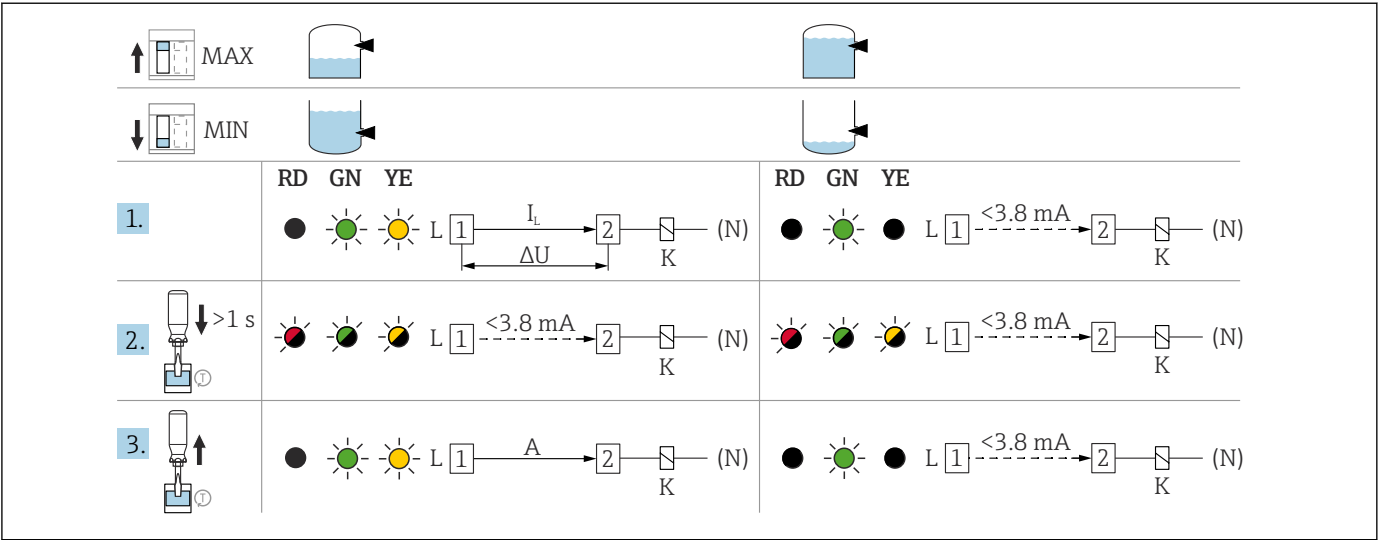 MAX
MIN
RD GN YE RD GN YE
1. L 1 I_L 2 (N) L 1 <3.8 mA 2 (N)
ΔU K K
2. >1 s L 1 <3.8 mA 2 (N) L 1 <3.8 mA 2 (N)
T K K
3. L 1 A 2 (N) L 1 <3.8 mA 2 (N)
T K K